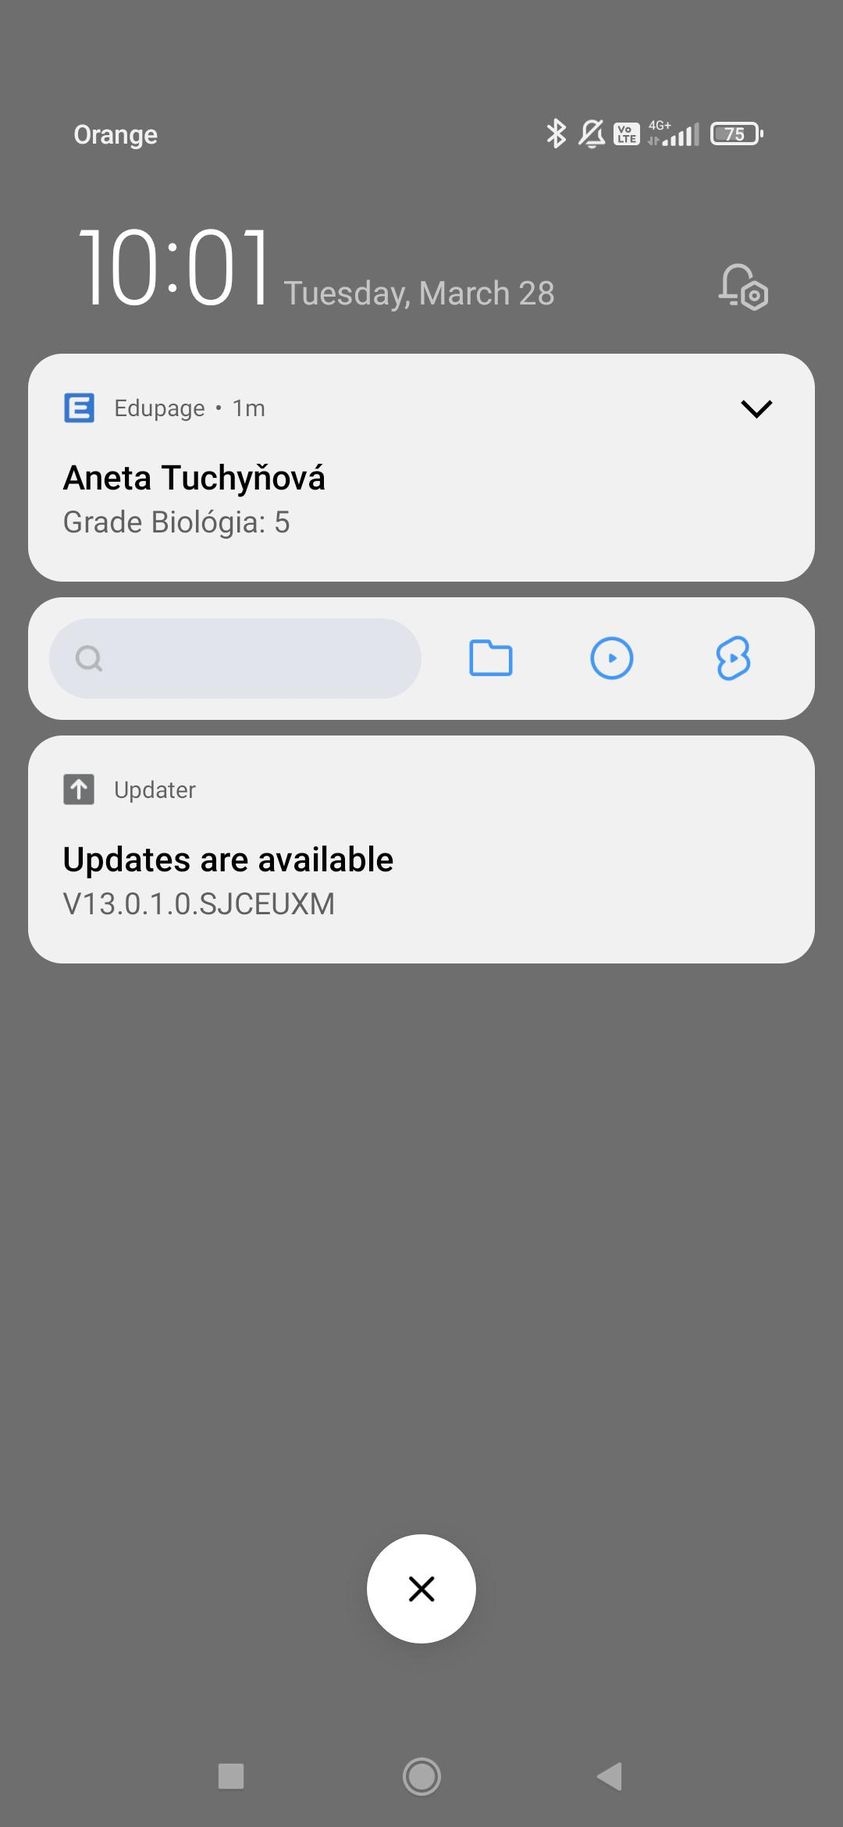 Orange
Vo LTE 4G+ 75
10:01 Tuesday, March 28
Edupage • 1m
Aneta Tuchyňová
Grade Biológia: 5
Updater
Updates are available
V13.0.1.0.SJCEUXM